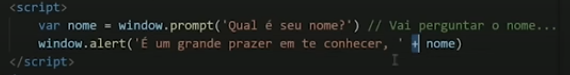 <script>
var nome = window.prompt('Qual é seu nome?') // Vai perguntar o nome...
window.alert('É um grande prazer em te conhecer, ' + nome)
</script>